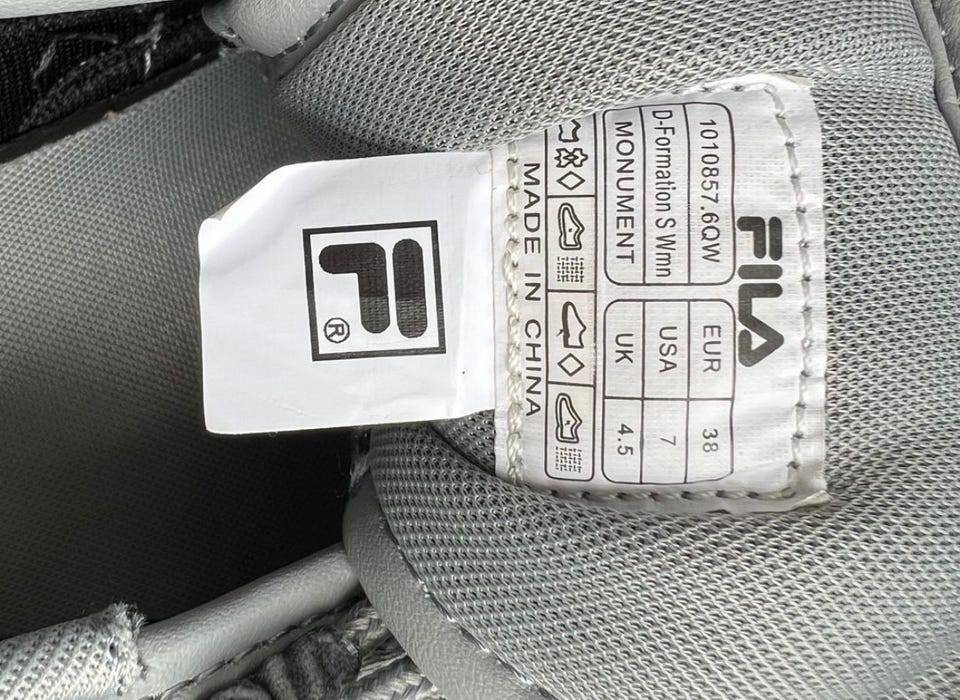 FILA
1010857.6QW
D-Formation S Wmn
MONUMENT
EUR 38
USA 7
UK 4.5
MADE IN CHINA
F ®